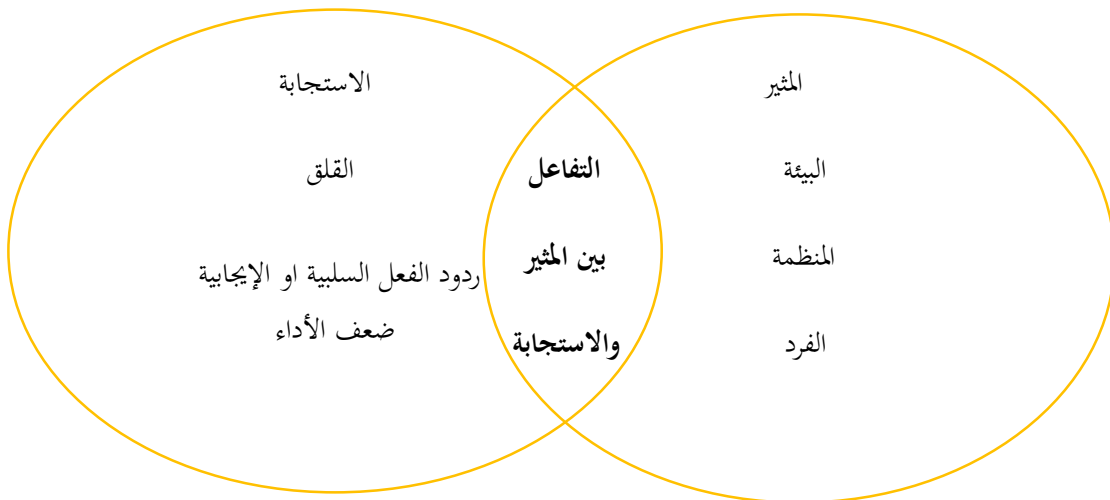 المثير
البيئة
المنظمة
الفرد
التفاعل
بين المثير
والاستجابة
الاستجابة
القلق
ردود الفعل السلبية او الإيجابية
ضعف الأداء